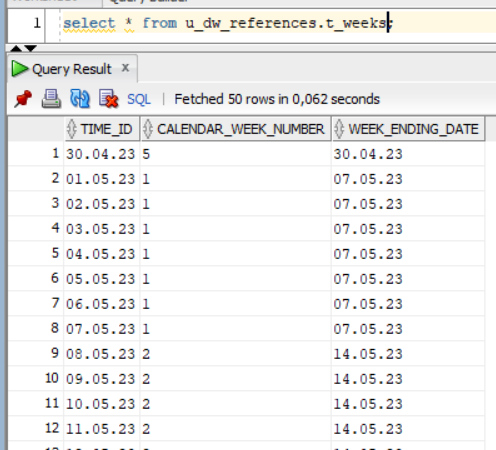 Query Builder
1 select * from u_dw_references.t_weeks;
Query Result x
SQL | Fetched 50 rows in 0,062 seconds
TIME_ID CALENDAR_WEEK_NUMBER WEEK_ENDING_DATE
1 30.04.23 5 30.04.23
2 01.05.23 1 07.05.23
3 02.05.23 1 07.05.23
4 03.05.23 1 07.05.23
5 04.05.23 1 07.05.23
6 05.05.23 1 07.05.23
7 06.05.23 1 07.05.23
8 07.05.23 1 07.05.23
9 08.05.23 2 14.05.23
10 09.05.23 2 14.05.23
11 10.05.23 2 14.05.23
12 11.05.23 2 14.05.23